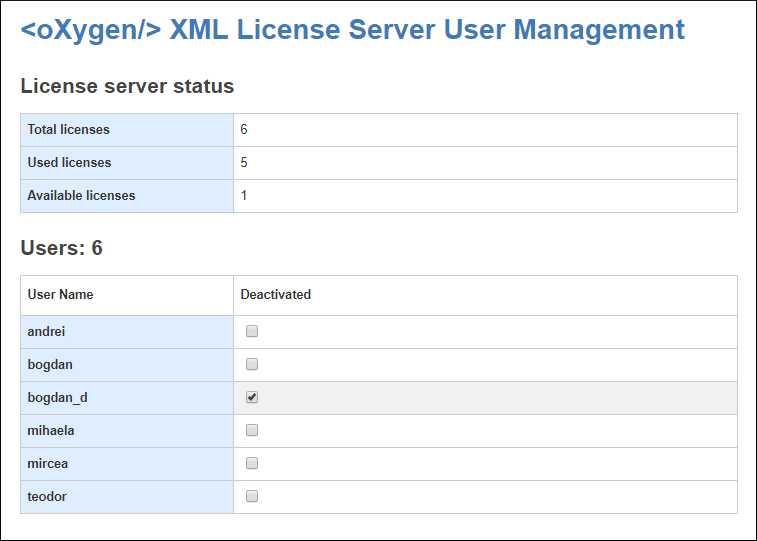 <oXygen/> XML License Server User Management
License server status
Total licenses 6
Used licenses 5
Available licenses 1
Users: 6
User Name Deactivated
andrei
bogdan
bogdan_d
mihaela
mircea
teodor